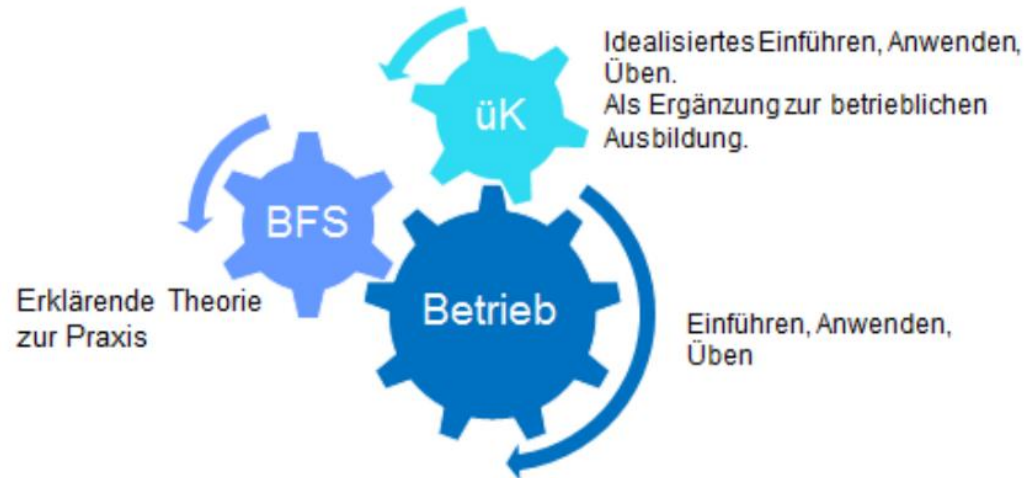 Idealisiertes Einführen, Anwenden,
Üben.
Als Ergänzung zur betrieblichen
Ausbildung.
üK
BFS
Betrieb
Erklärende Theorie
zur Praxis
Einführen, Anwenden,
Üben